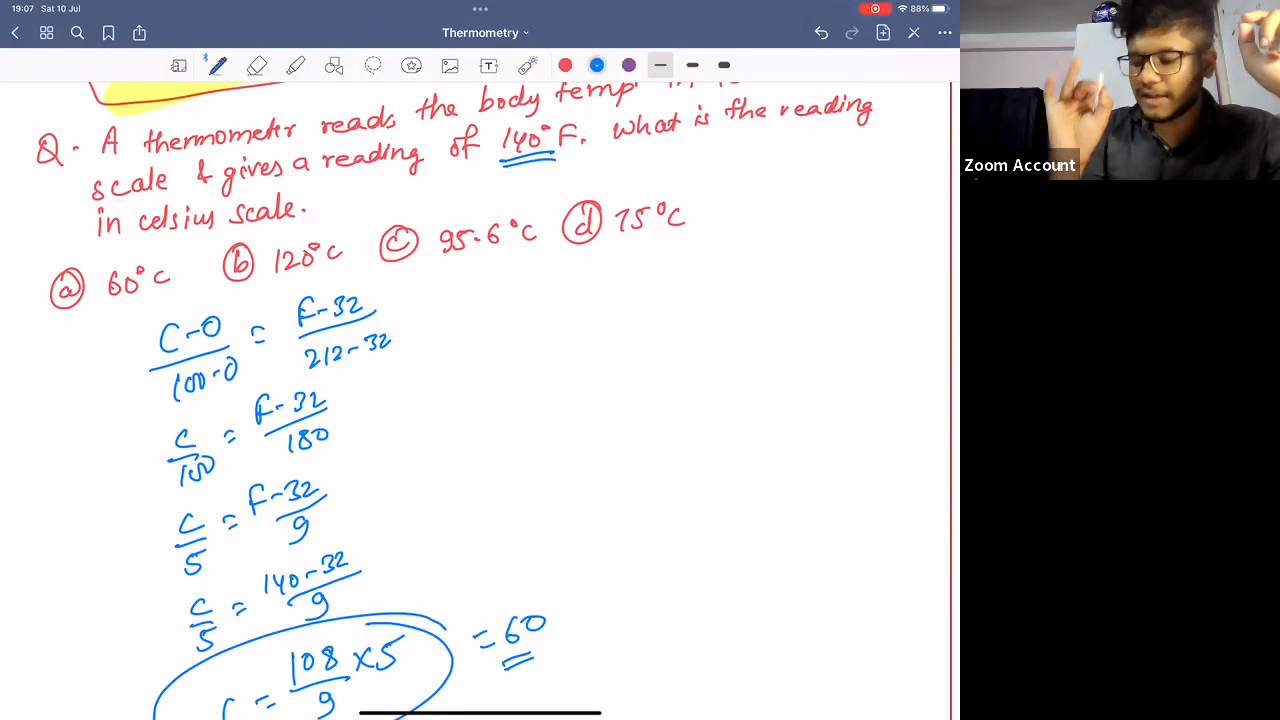 19:07 Sat 10 Jul
88%
Thermometry
Zoom Account
Q. A thermometer reads the body temp.
scale & gives a reading of 140° F. What is the reading
in celsius scale.
(a) 60°C (b) 120°C (c) 95.6°C (d) 75°C
C-0/100-0 = F-32/212-32
C/100 = F-32/180
C/5 = F-32/9
C/5 = 140-32/9
C = 108/9 ×5 = 60